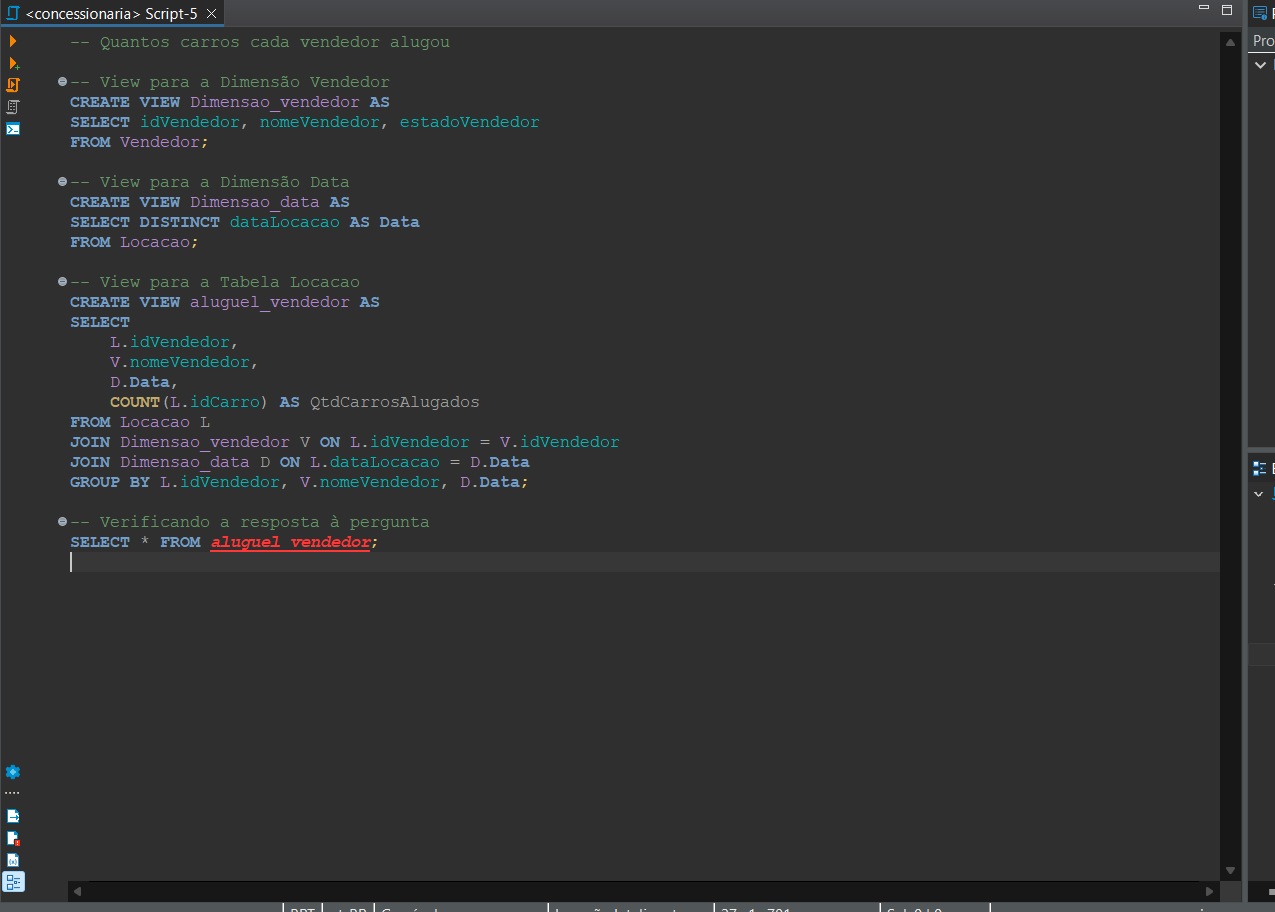 <concessionaria> Script-5
Pro
-- Quantos carros cada vendedor alugou
-- View para a Dimensão Vendedor
CREATE VIEW Dimensao_vendedor AS
SELECT idVendedor, nomeVendedor, estadoVendedor
FROM Vendedor;
-- View para a Dimensão Data
CREATE VIEW Dimensao_data AS
SELECT DISTINCT dataLocacao AS Data
FROM Locacao;
-- View para a Tabela Locacao
CREATE VIEW aluguel_vendedor AS
SELECT
L.idVendedor,
V.nomeVendedor,
D.Data,
COUNT(L.idCarro) AS QtdCarrosAlugados
FROM Locacao L
JOIN Dimensao_vendedor V ON L.idVendedor = V.idVendedor
JOIN Dimensao_data D ON L.dataLocacao = D.Data
GROUP BY L.idVendedor, V.nomeVendedor, D.Data;
-- Verificando a resposta à pergunta
SELECT * FROM aluguel_vendedor;